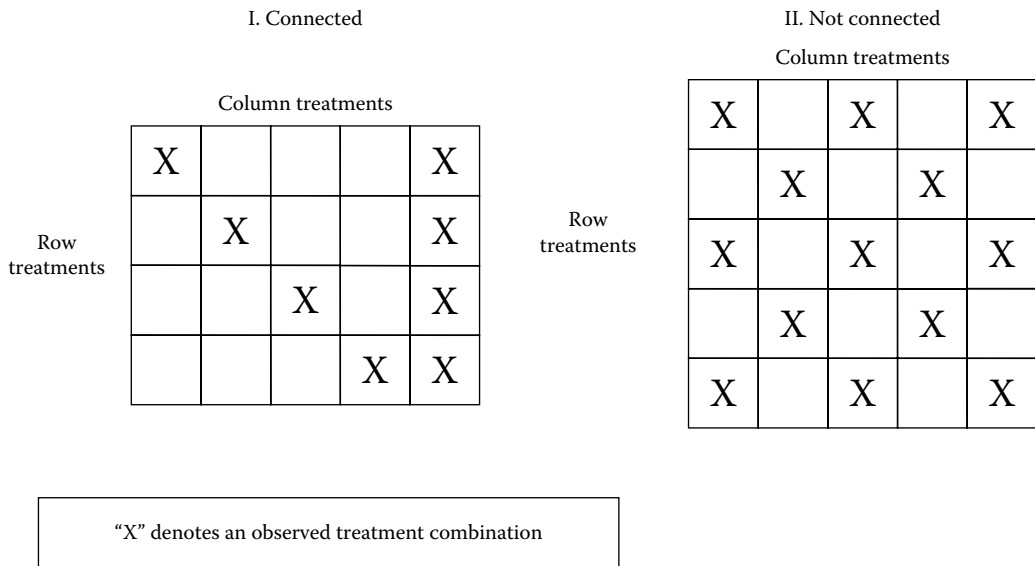 I. Connected
Column treatments
Row
treatments
X X
X X
X X
X X
II. Not connected
Column treatments
Row
treatments
X X X
X X
X X X
X X
X X X
“X” denotes an observed treatment combination